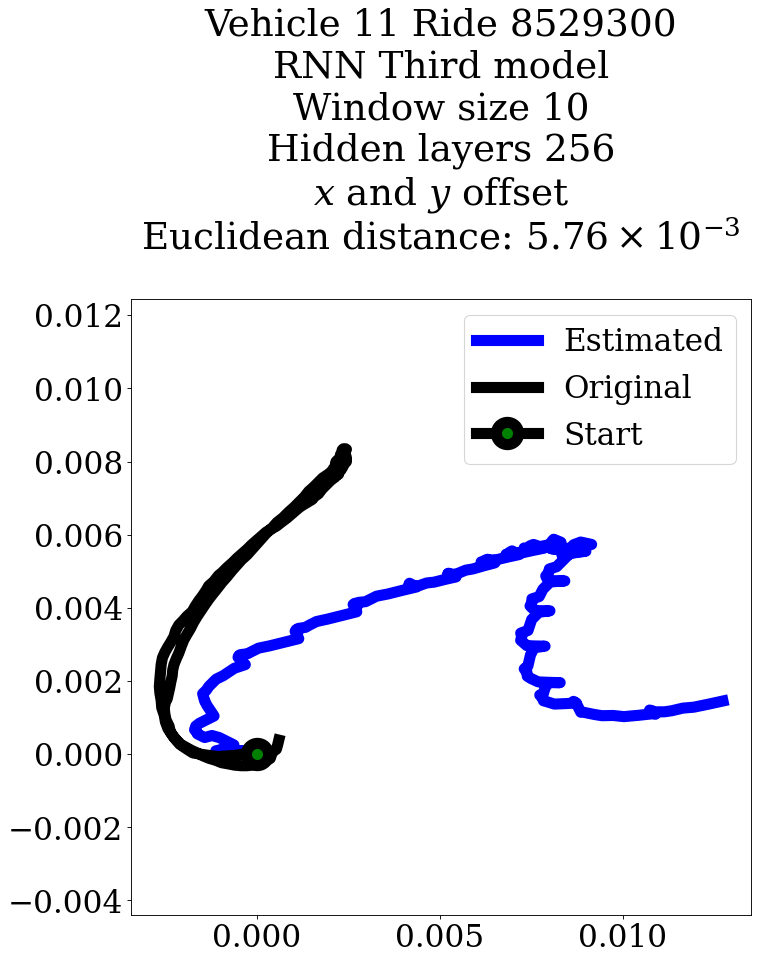 Vehicle 11 Ride 8529300
RNN Third model
Window size 10
Hidden layers 256
x and y offset
Euclidean distance: 5.76 × 10⁻³
Estimated
Original
Start
0.012
0.010
0.008
0.006
0.004
0.002
0.000
−0.002
−0.004
0.000 0.005 0.010